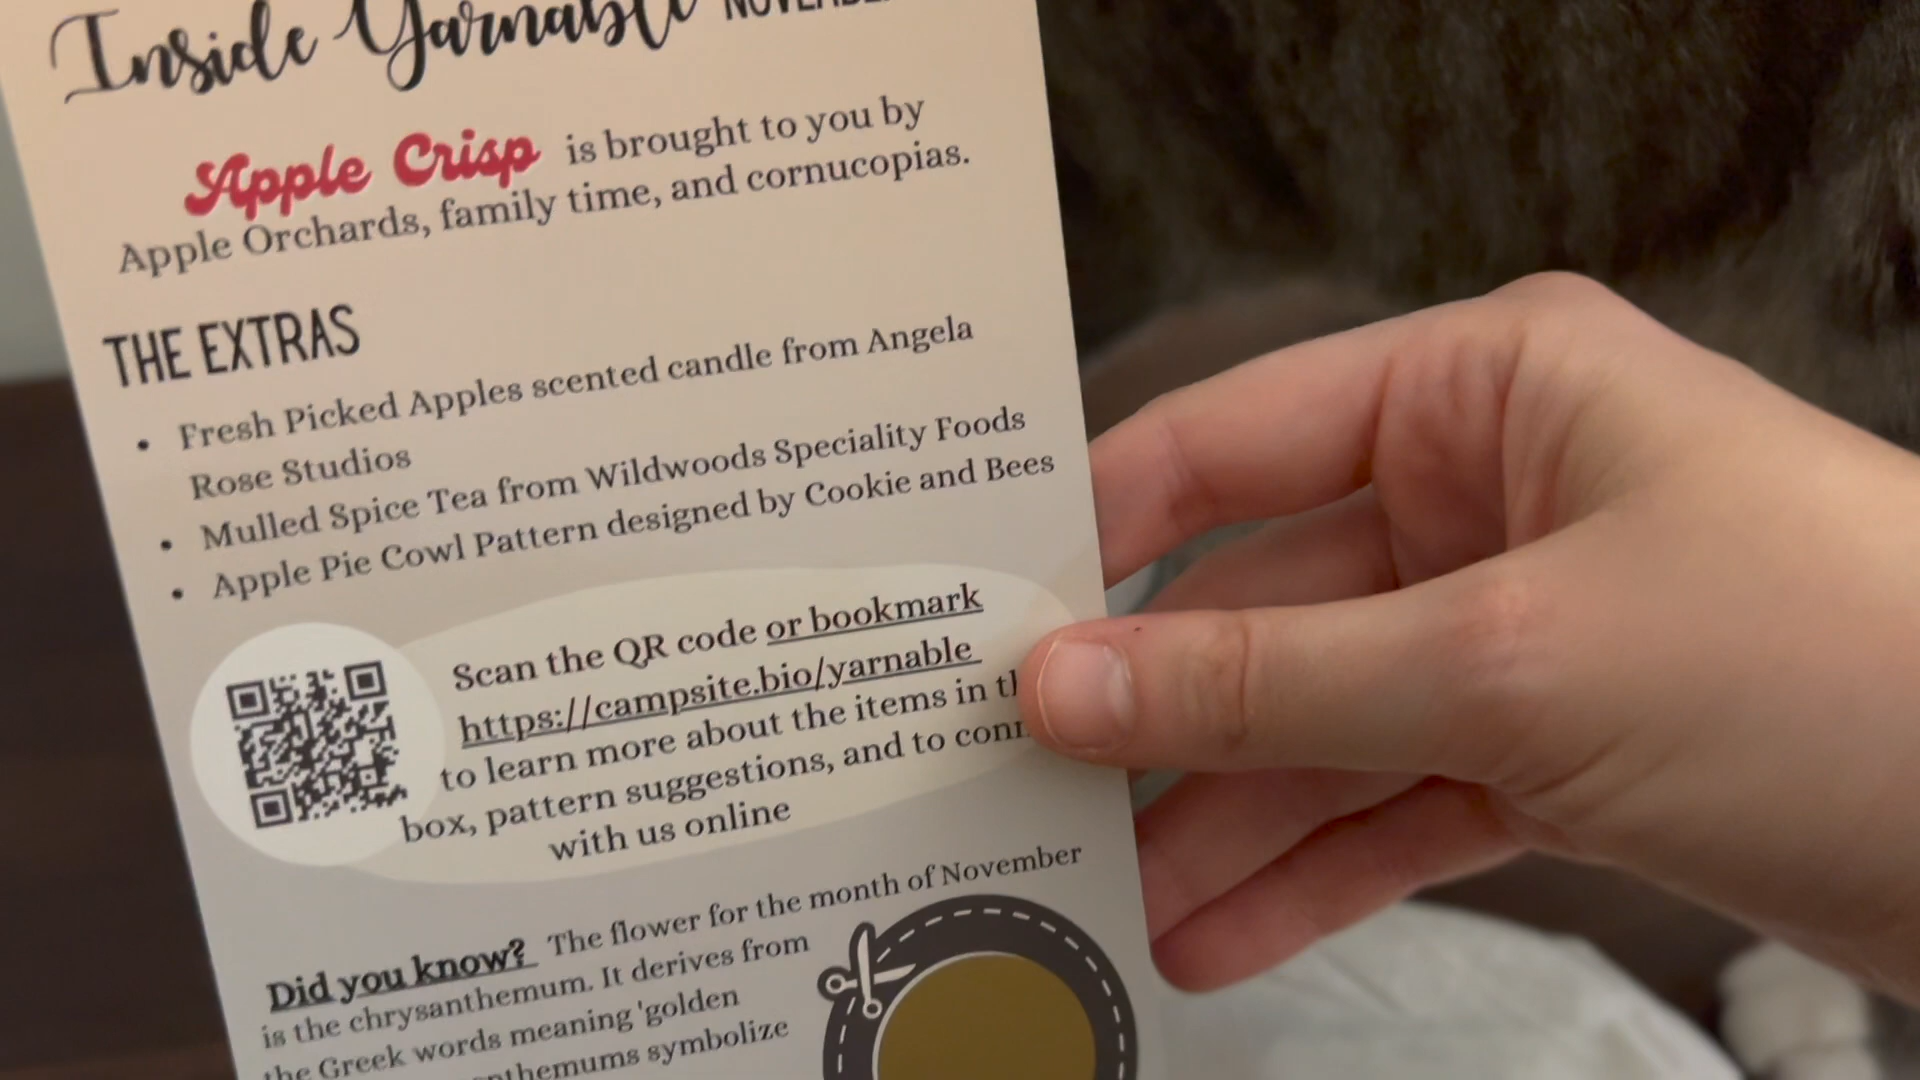 Inside Yarnable
Apple Crisp is brought to you by
Apple Orchards, family time, and cornucopias.
THE EXTRAS
• Fresh Picked Apples scented candle from Angela
Rose Studios
• Mulled Spice Tea from Wildwoods Speciality Foods
• Apple Pie Cowl Pattern designed by Cookie and Bees
Scan the QR code or bookmark
https://campsite.bio/yarnable
to learn more about the items in
box, pattern suggestions, and to
with us online
Did you know? The flower for the month of November
is the chrysanthemum. It derives from
the Greek words meaning 'golden
symbolize